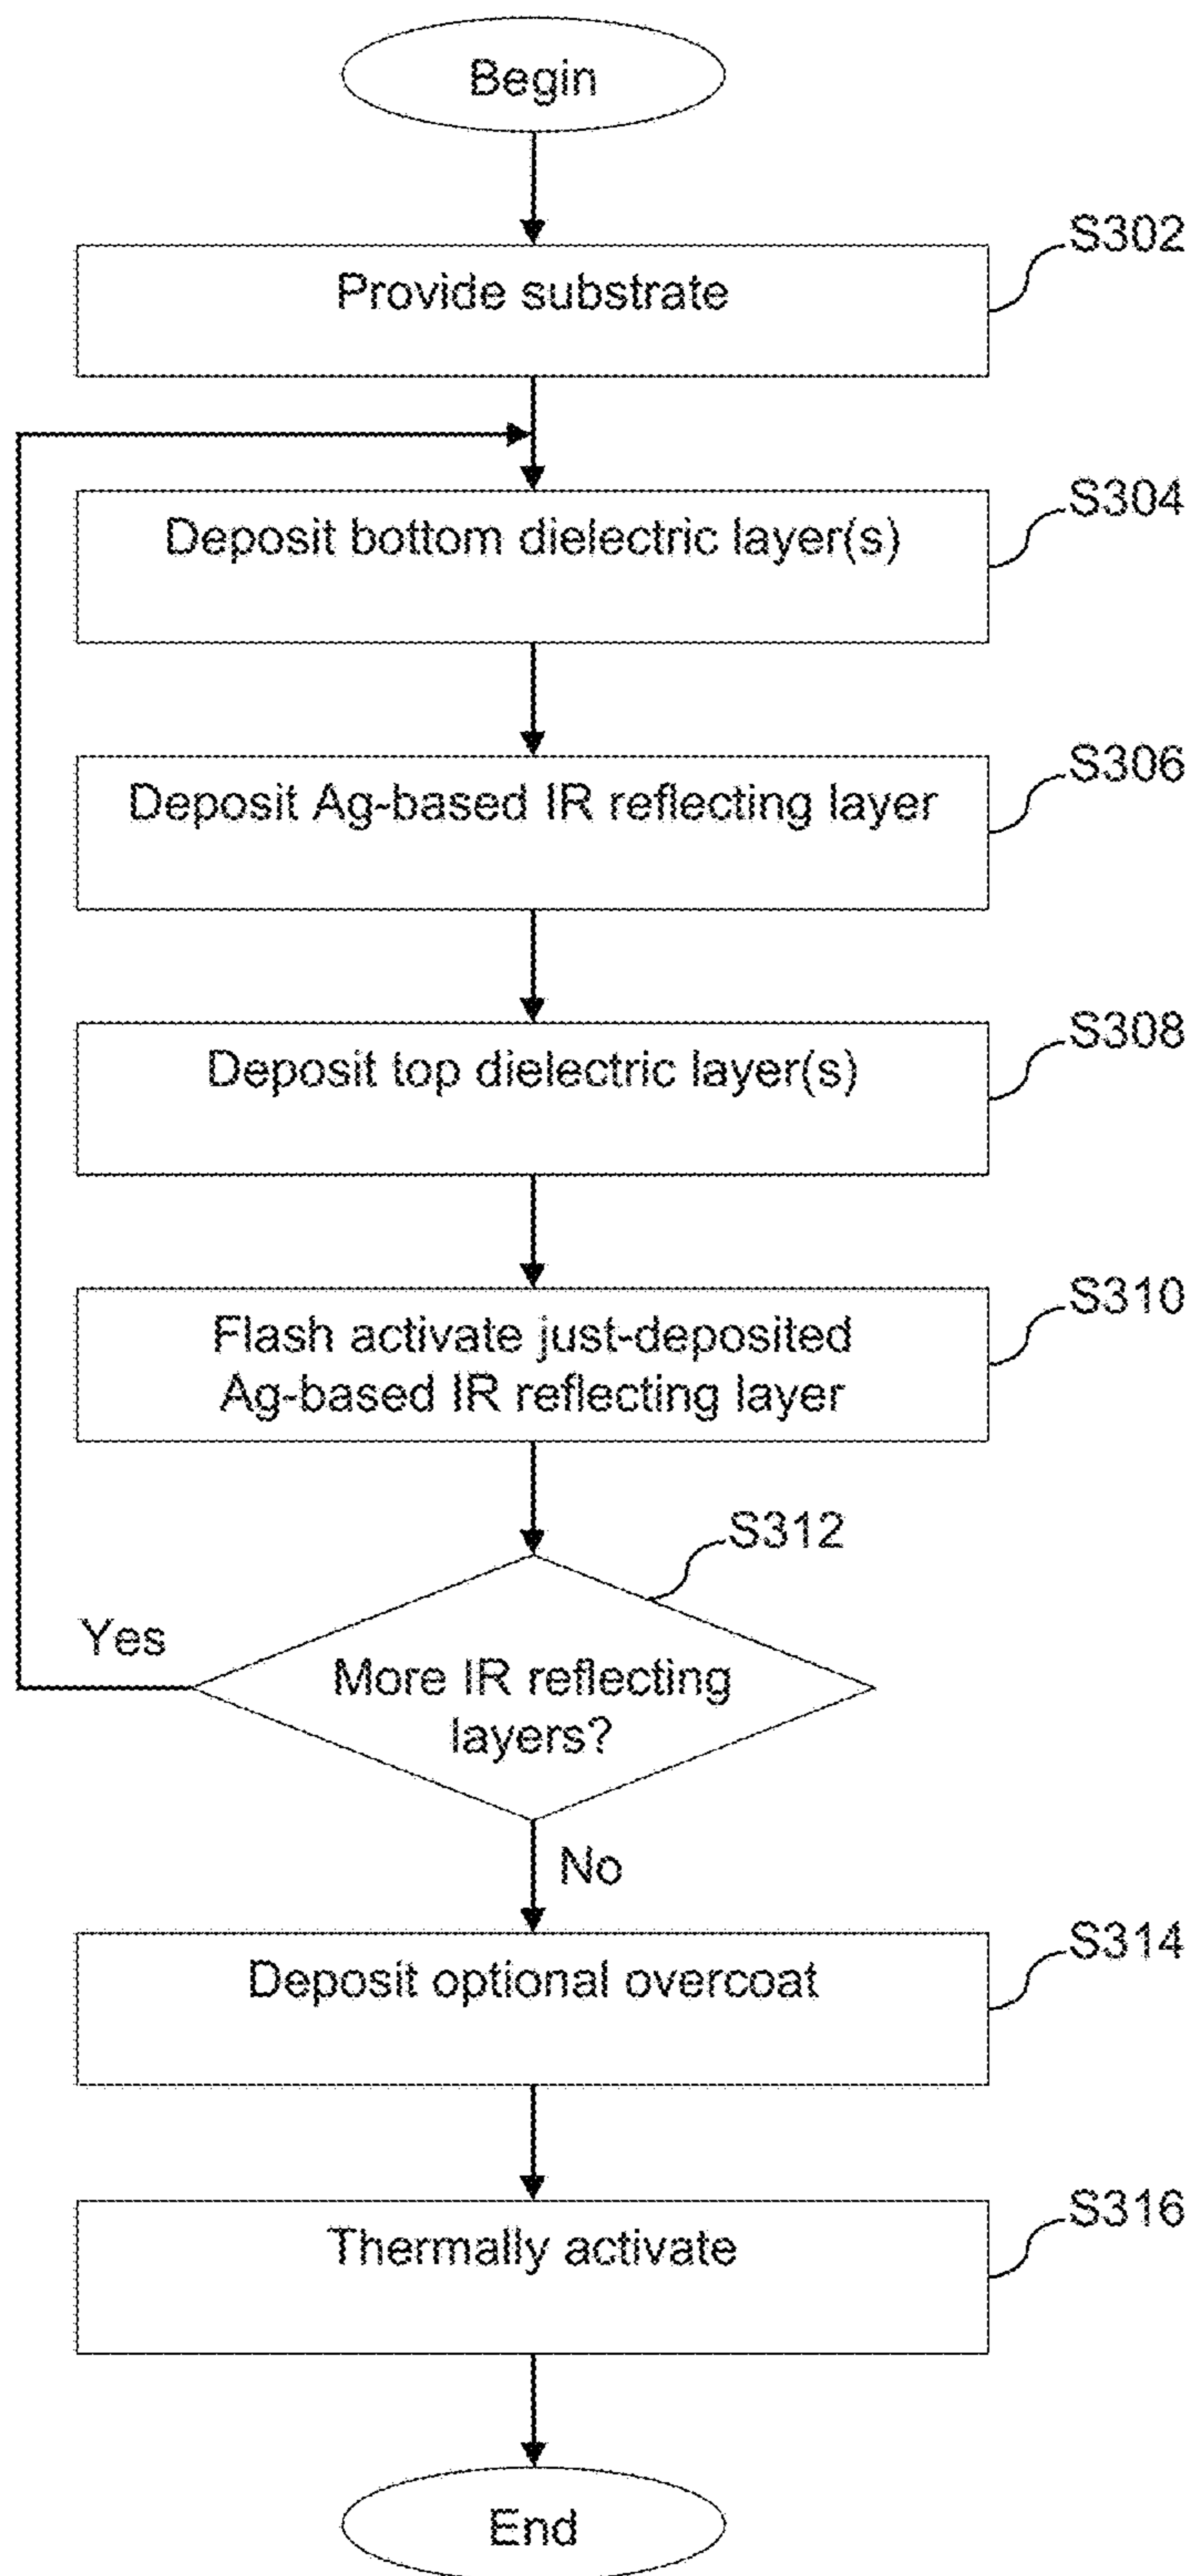 Begin
S302
Provide substrate
S304
Deposit bottom dielectric layer(s)
S306
Deposit Ag-based IR reflecting layer
S308
Deposit top dielectric layer(s)
S310
Flash activate just-deposited
Ag-based IR reflecting layer
S312
Yes
More IR reflecting
layers?
No
S314
Deposit optional overcoat
S316
Thermally activate
End